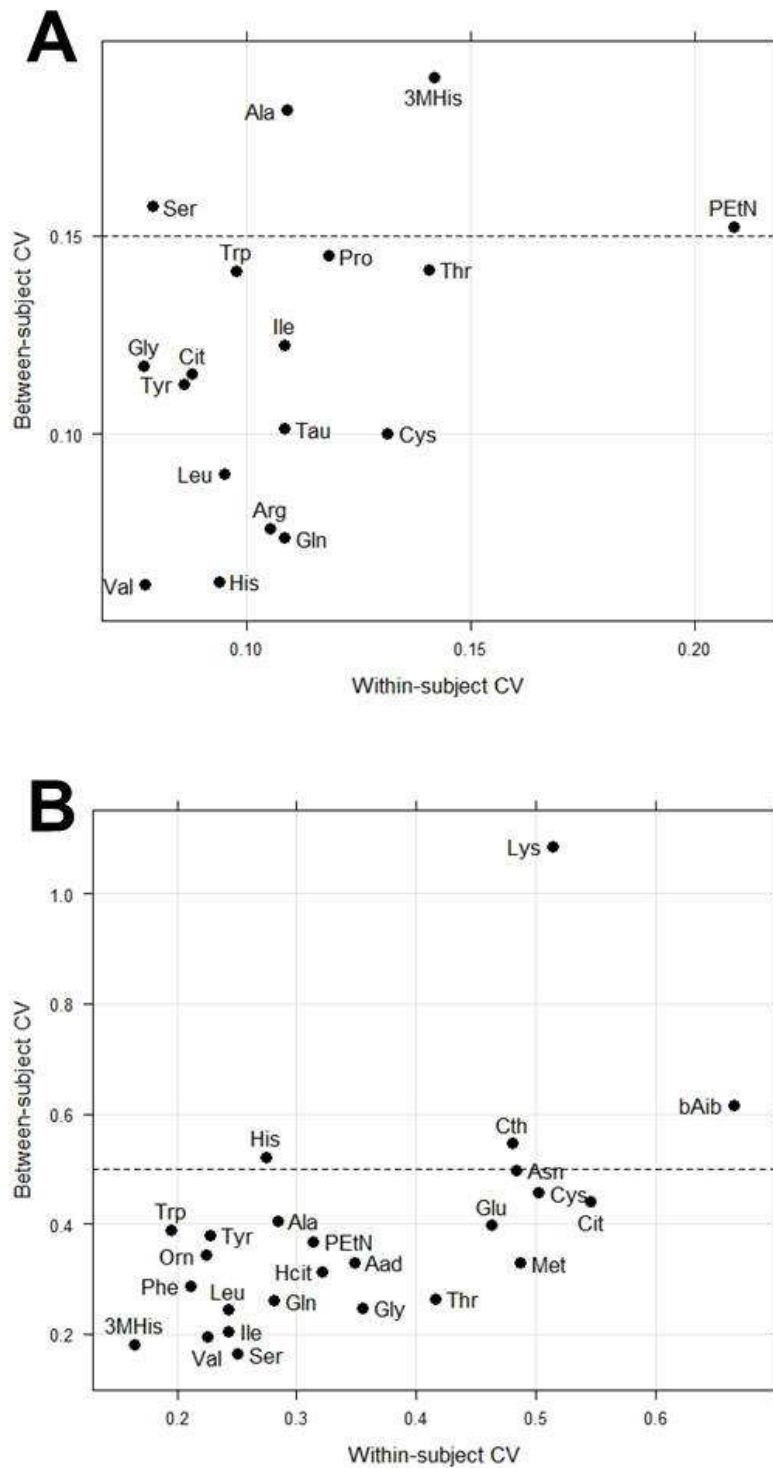 A
3MHis
Ala
Ser
PEtN
0.15
Trp
Pro
Thr
Ile
Gly
Cit
Tyr
Tau
Cys
0.10
Leu
Arg
Gln
Val
His
Between-subject CV
0.10
0.15
0.20
Within-subject CV
B
Lys
1.0
0.8
bAib
0.6
Cth
His
Asn
Cys
Glu
Cit
0.4
Trp
Tyr
Ala
PEtN
Orn
Aad
Met
Hcit
Phe
Leu
Gln
Gly
Thr
3MHis
Ile
0.2
Val
Ser
Between-subject CV
0.2
0.3
0.4
0.5
0.6
Within-subject CV